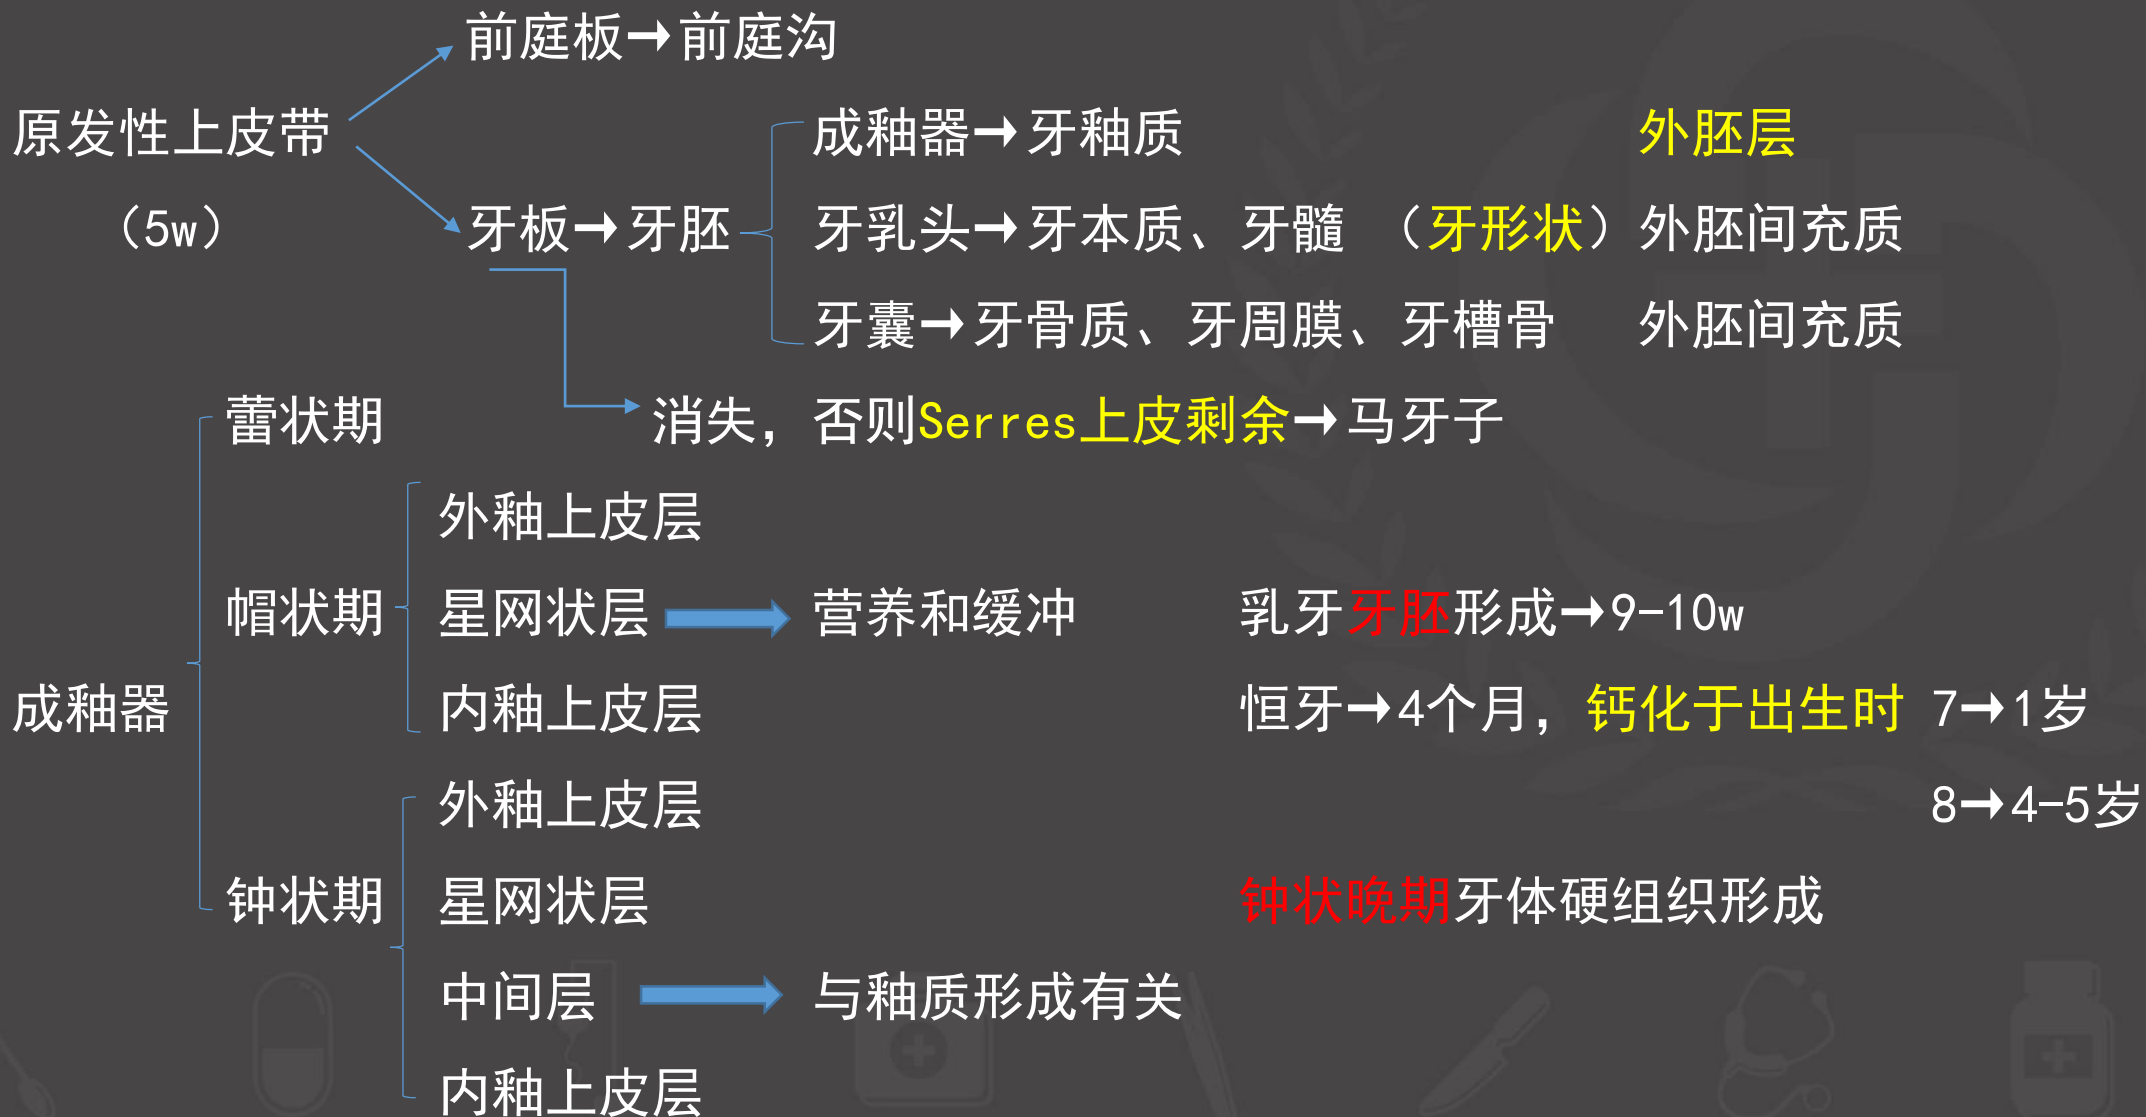 前庭板→前庭沟
原发性上皮带 成釉器→牙釉质 外胚层
（5w） 牙板→牙胚 牙乳头→牙本质、牙髓 （牙形状）外胚间充质
牙囊→牙骨质、牙周膜、牙槽骨 外胚间充质
蕾状期 消失，否则Serres上皮剩余→马牙子
外釉上皮层
帽状期 星网状层 营养和缓冲 乳牙牙胚形成→9-10w
成釉器 内釉上皮层 恒牙→4个月，钙化于出生时 7→1岁
外釉上皮层 8→4-5岁
钟状期 星网状层 钟状晚期牙体硬组织形成
中间层 与釉质形成有关
内釉上皮层